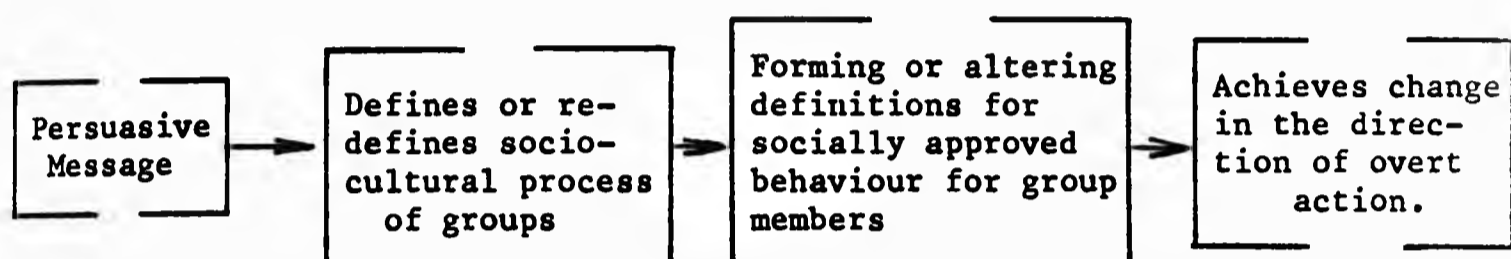 Persuasive
Message
Defines or re-
defines socio-
cultural process
of groups
Forming or altering
definitions for
socially approved
behaviour for group
members
Achieves change
in the direc-
tion of overt
action.